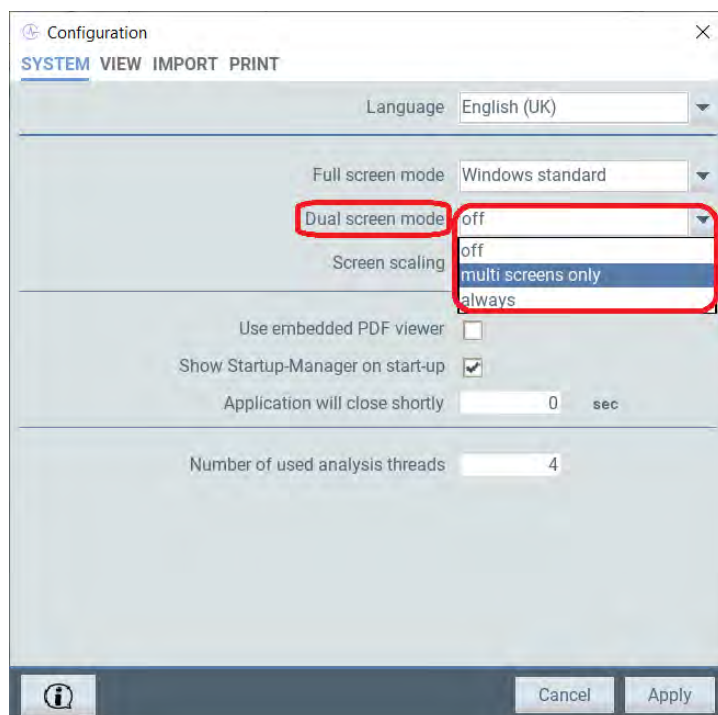 Configuration
SYSTEM VIEW IMPORT PRINT
Language English (UK)
Full screen mode Windows standard
Dual screen mode off
off
Screen scaling
multi screens only
always
Use embedded PDF viewer
Show Startup-Manager on start-up
Application will close shortly 0 sec
Number of used analysis threads 4
Cancel Apply